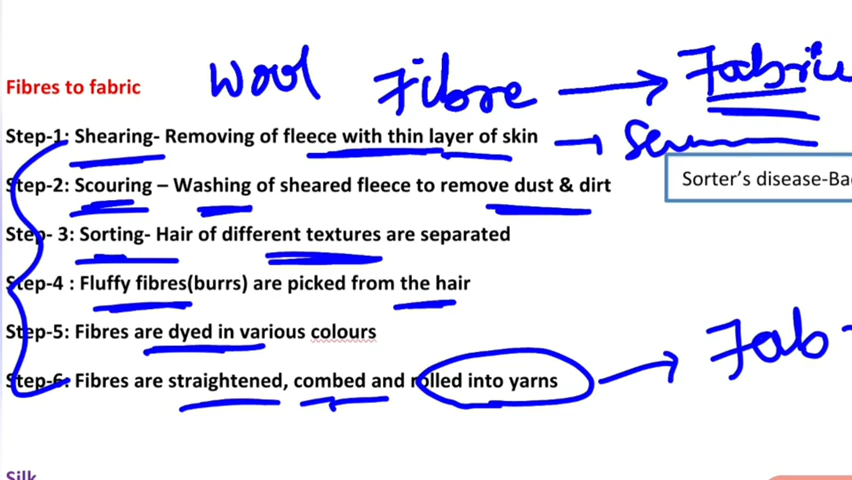 Wool Fibre → Fabric
Fibres to fabric
Step-1: Shearing- Removing of fleece with thin layer of skin
Step-2: Scouring – Washing of sheared fleece to remove dust & dirt
Sorter's disease-Ba
Step- 3: Sorting- Hair of different textures are separated
Step-4 : Fluffy fibres(burrs) are picked from the hair
Step-5: Fibres are dyed in various colours
Fab
Step-6: Fibres are straightened, combed and rolled into yarns
Silk